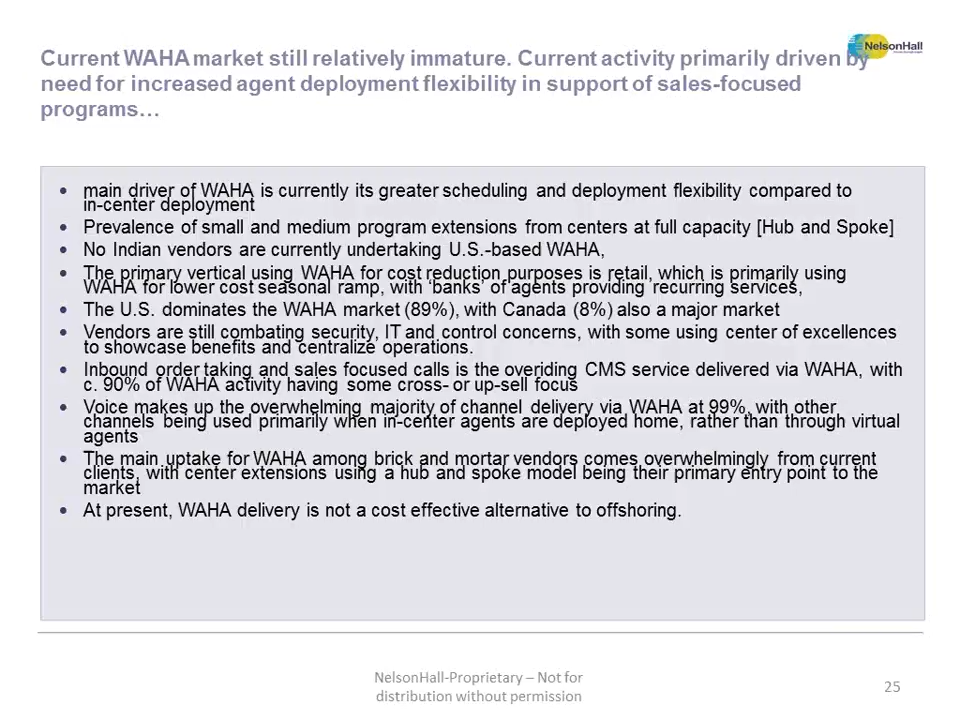 NelsonHall
Current WAHA market still relatively immature. Current activity primarily driven by
need for increased agent deployment flexibility in support of sales-focused
programs…
• main driver of WAHA is currently its greater scheduling and deployment flexibility compared to
in-center deployment
• Prevalence of small and medium program extensions from centers at full capacity [Hub and Spoke]
• No Indian vendors are currently undertaking U.S.-based WAHA,
• The primary vertical using WAHA for cost reduction purposes is retail, which is primarily using
WAHA for lower cost seasonal ramp, with ‘banks’ of agents providing recurring services,
• The U.S. dominates the WAHA market (89%), with Canada (8%) also a major market
• Vendors are still combating security, IT and control concerns, with some using center of excellences
to showcase benefits and centralize operations.
• Inbound order taking and sales focused calls is the overiding CMS service delivered via WAHA, with
c. 90% of WAHA activity having some cross- or up-sell focus
• Voice makes up the overwhelming majority of channel delivery via WAHA at 99%, with other
channels being used primarily when in-center agents are deployed home, rather than through virtual
agents
• The main uptake for WAHA among brick and mortar vendors comes overwhelmingly from current
clients, with center extensions using a hub and spoke model being their primary entry point to the
market
• At present, WAHA delivery is not a cost effective alternative to offshoring.
NelsonHall-Proprietary – Not for
distribution without permission
25